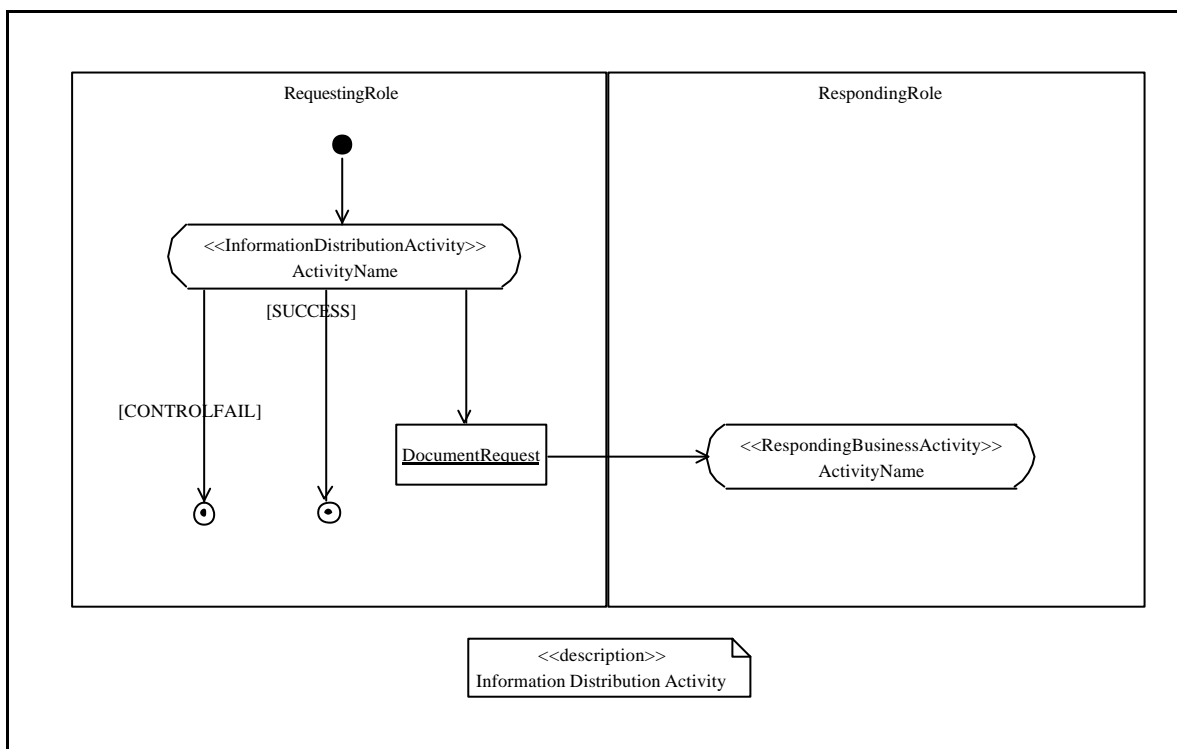 RequestingRole
RespondingRole
<<InformationDistributionActivity>>
ActivityName
[SUCCESS]
[CONTROLFAIL]
DocumentRequest
<<RespondingBusinessActivity>>
ActivityName
<<description>>
Information Distribution Activity